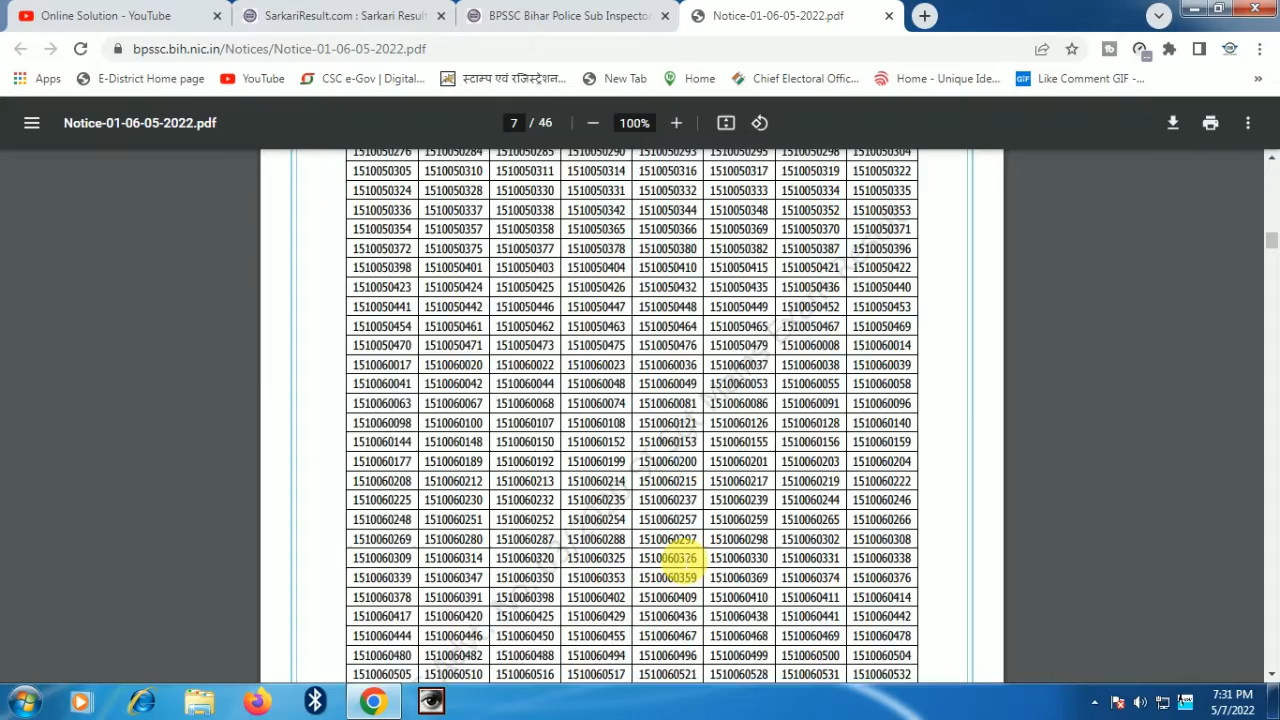 Online Solution - YouTube
SarkariResult.com : Sarkari Result
BPSSC Bihar Police Sub Inspector
Notice-01-06-05-2022.pdf
bpssc.bih.nic.in/Notices/Notice-01-06-05-2022.pdf
Apps E-District Home page YouTube CSC e-Gov | Digital... स्टाम्प एवं रजिस्ट्रेशन... New Tab Home Chief Electoral Offic... Home - Unique Ide... GIF Like Comment GIF -... »
Notice-01-06-05-2022.pdf 7 / 46 100%
1510050276 1510050284 1510050285 1510050290 1510050293 1510050295 1510050298 1510050304
1510050305 1510050310 1510050311 1510050314 1510050316 1510050317 1510050319 1510050322
1510050324 1510050328 1510050330 1510050331 1510050332 1510050333 1510050334 1510050335
1510050336 1510050337 1510050338 1510050342 1510050344 1510050348 1510050352 1510050353
1510050354 1510050357 1510050358 1510050365 1510050366 1510050369 1510050370 1510050371
1510050372 1510050375 1510050377 1510050378 1510050380 1510050382 1510050387 1510050396
1510050398 1510050401 1510050403 1510050404 1510050410 1510050415 1510050421 1510050422
1510050423 1510050424 1510050425 1510050426 1510050432 1510050435 1510050436 1510050440
1510050441 1510050442 1510050446 1510050447 1510050448 1510050449 1510050452 1510050453
1510050454 1510050461 1510050462 1510050463 1510050464 1510050465 1510050467 1510050469
1510050470 1510050471 1510050473 1510050475 1510050476 1510050479 1510060008 1510060014
1510060017 1510060020 1510060022 1510060023 1510060036 1510060037 1510060038 1510060039
1510060041 1510060042 1510060044 1510060048 1510060049 1510060053 1510060055 1510060058
1510060063 1510060067 1510060068 1510060074 1510060081 1510060086 1510060091 1510060096
1510060098 1510060100 1510060107 1510060108 1510060121 1510060126 1510060128 1510060140
1510060144 1510060148 1510060150 1510060152 1510060153 1510060155 1510060156 1510060159
1510060177 1510060189 1510060192 1510060199 1510060200 1510060201 1510060203 1510060204
1510060208 1510060212 1510060213 1510060214 1510060215 1510060217 1510060219 1510060222
1510060225 1510060230 1510060232 1510060235 1510060237 1510060239 1510060244 1510060246
1510060248 1510060251 1510060252 1510060254 1510060257 1510060259 1510060265 1510060266
1510060269 1510060280 1510060287 1510060288 1510060297 1510060298 1510060302 1510060308
1510060309 1510060314 1510060320 1510060325 1510060326 1510060330 1510060331 1510060338
1510060339 1510060347 1510060350 1510060353 1510060359 1510060369 1510060374 1510060376
1510060378 1510060391 1510060398 1510060402 1510060409 1510060410 1510060411 1510060414
1510060417 1510060420 1510060425 1510060429 1510060436 1510060438 1510060441 1510060442
1510060444 1510060446 1510060450 1510060455 1510060467 1510060468 1510060469 1510060478
1510060480 1510060482 1510060488 1510060494 1510060496 1510060499 1510060500 1510060504
1510060505 1510060510 1510060516 1510060517 1510060521 1510060528 1510060531 1510060532
7:31 PM
5/7/2022